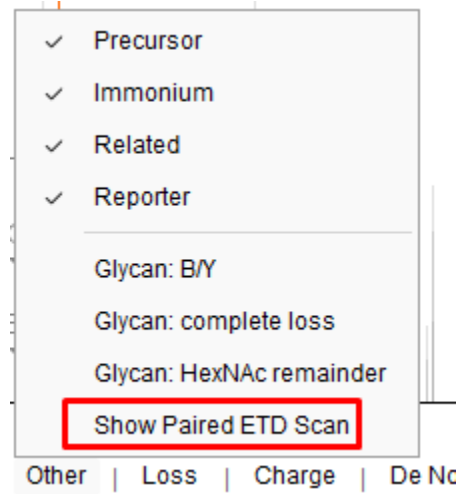 Precursor
Immonium
Related
Reporter
Glycan: B/Y
Glycan: complete loss
Glycan: HexNAc remainder
Show Paired ETD Scan
Other | Loss | Charge | De No